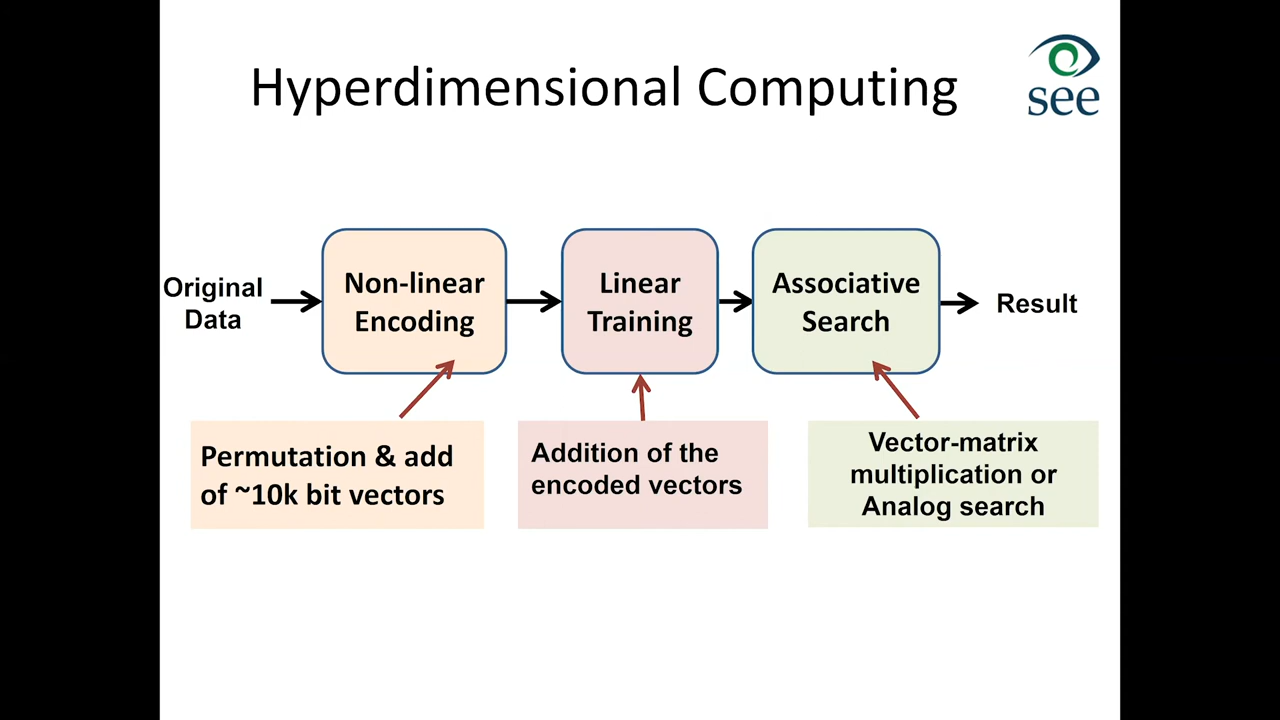 Hyperdimensional Computing
see
Original
Data
Non-linear
Encoding
Linear
Training
Associative
Search
Result
Permutation & add
of ~10k bit vectors
Addition of the
encoded vectors
Vector-matrix
multiplication or
Analog search